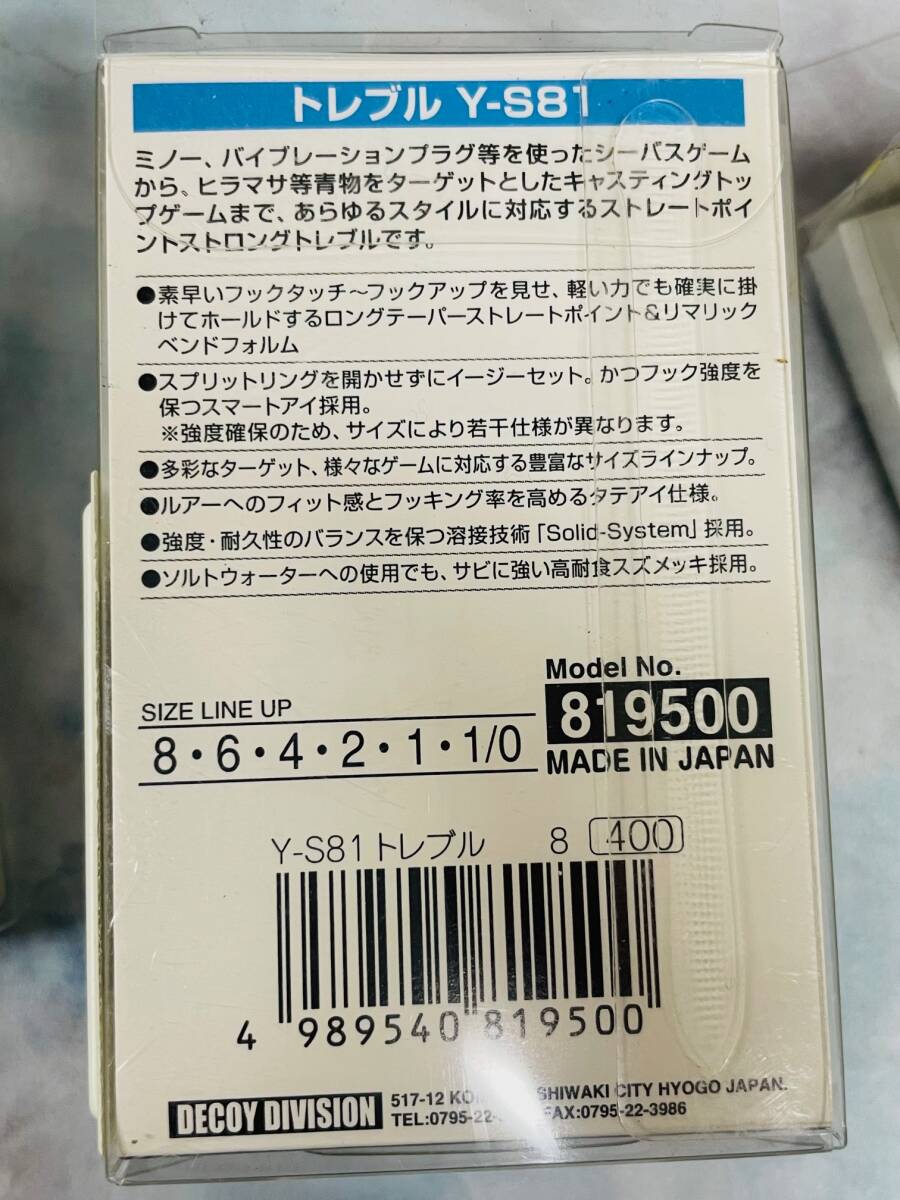 トレブル Y-S81
ミノー、バイブレーションプラグ等を使ったシーバスゲーム
から、ヒラマサ等青物をターゲットとしたキャスティングトッ
プゲームまで、あらゆるスタイルに対応するストレートポイ
ントストロングトレブルです。
●素早いフックタッチ～フックアップを見せ、軽い力でも確実に掛
けてホールドするロングテーパーストレートポイント&リマリック
ベンドフォルム
●スプリットリングを開かせずにイージーセット。かつフック強度を
保つスマートアイ採用。
※強度確保のため、サイズにより若干仕様が異なります。
●多彩なターゲット、様々なゲームに対応する豊富なサイズラインナップ。
●ルアーへのフィット感とフッキング率を高めるタテアイ仕様。
●強度・耐久性のバランスを保つ溶接技術「Solid-System」採用。
●ソルトウォーターへの使用でも、サビに強い高耐食スズメッキ採用。
SIZE LINE UP
8・6・4・2・1・1/0
Model No.
819500
MADE IN JAPAN
Y-S81 トレブル 8 400
4 989540 819500
DECOY DIVISION
517-12 SHIWAKI CITY HYOGO JAPAN.
TEL:0795-22- FAX:0795-22-3986